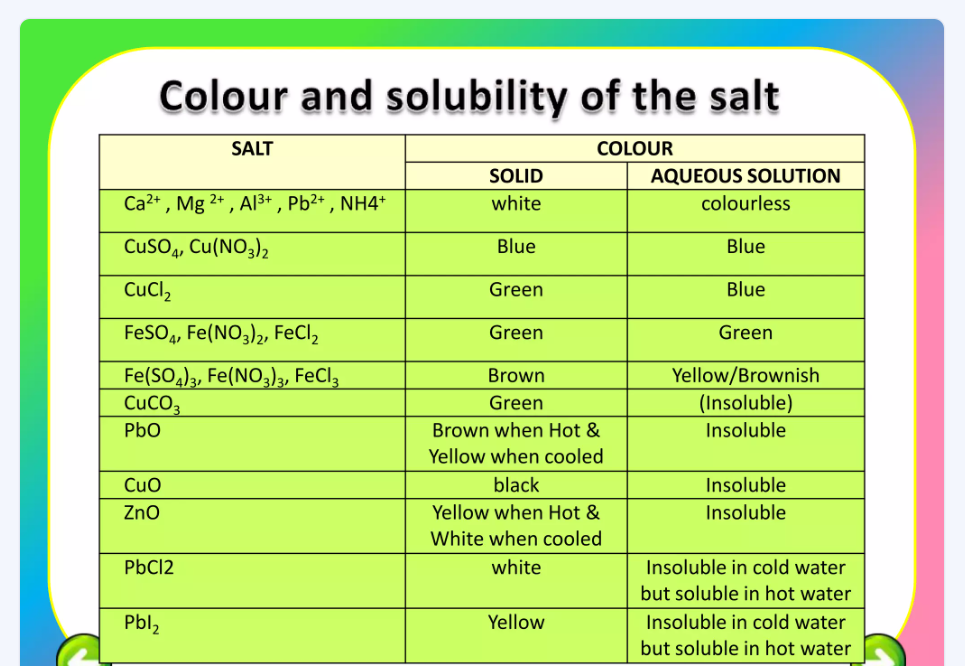 Colour and solubility of the salt
SALT COLOUR
SOLID AQUEOUS SOLUTION
Ca²⁺ , Mg ²⁺ , Al³⁺ , Pb²⁺ , NH4⁺ white colourless
CuSO₄, Cu(NO₃)₂ Blue Blue
CuCl₂ Green Blue
FeSO₄, Fe(NO₃)₂, FeCl₂ Green Green
Fe(SO₄)₃, Fe(NO₃)₃, FeCl₃ Brown Yellow/Brownish
CuCO₃ Green (Insoluble)
PbO Brown when Hot & Insoluble
Yellow when cooled
CuO black Insoluble
ZnO Yellow when Hot & Insoluble
White when cooled
PbCl2 white Insoluble in cold water
but soluble in hot water
PbI₂ Yellow Insoluble in cold water
but soluble in hot water